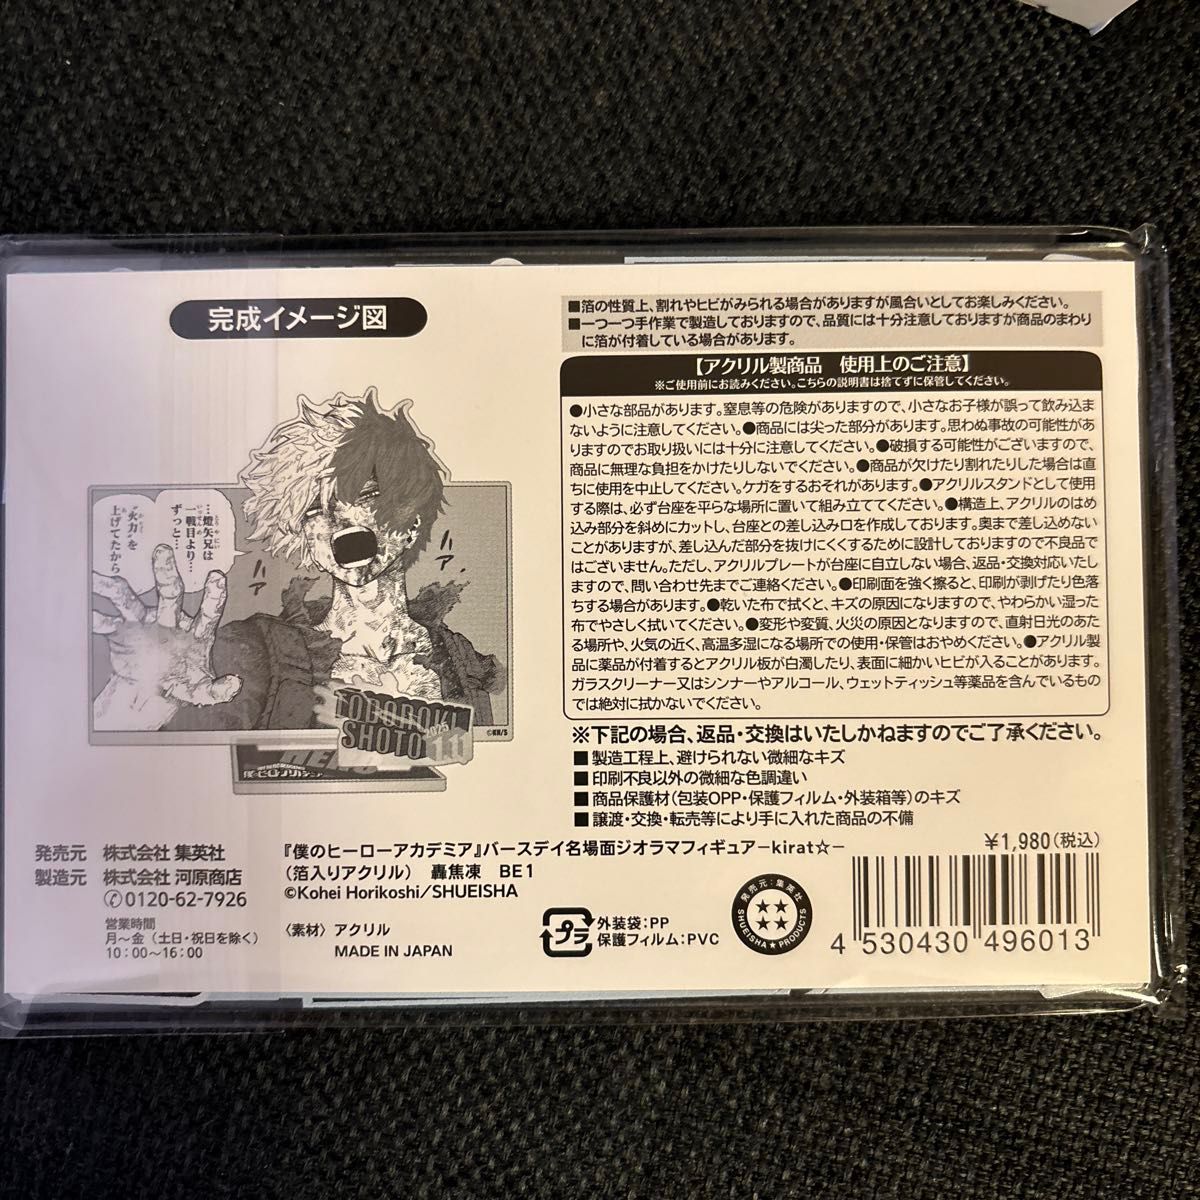 完成イメージ図
…燈矢兄は
一戦目より…
ずっと…
“火力”を
上げてたから
ハァ
ハァ
TODOROKI
SHOTO
2025
1.11
©KH/S
■箔の性質上、割れやヒビがみられる場合がありますが風合いとしてお楽しみください。
■一つ一つ手作業で製造しておりますので、品質には十分注意しておりますが商品のまわり
に箔が付着している場合があります。
【アクリル製商品　使用上のご注意】
※ご使用前にお読みください。こちらの説明書は捨てずに保管してください。
●小さな部品があります。窒息等の危険がありますので、小さなお子様が誤って飲み込ま
ないように注意してください。●商品には尖った部分があります。思わぬ事故の可能性があ
りますのでお取り扱いには十分に注意してください。●破損する可能性がございますので、
商品に無理な負担をかけたりしないでください。●商品が欠けたり割れたりした場合は直
ちに使用を中止してください。ケガをするおそれがあります。●アクリルスタンドとして使用
する際は、必ず台座を平らな場所に置いて組み立ててください。●構造上、アクリルのはめ
込み部分を斜めにカットし、台座との差し込み口を作成しております。奥まで差し込めない
ことがありますが、差し込んだ部分を抜けにくくするために設計しておりますので不良品で
はございません。ただし、アクリルプレートが台座に自立しない場合、返品・交換対応いたし
ますので、問い合わせ先までご連絡ください。●印刷面を強く擦ると、印刷が剥げたり色落
ちする場合があります。●乾いた布で拭くと、キズの原因になりますので、やわらかい湿った
布でやさしく拭いてください。●変形や変質、火災の原因となりますので、直射日光のあた
る場所や、火気の近く、高温多湿になる場所での使用・保管はおやめください。●アクリル製
品に薬品が付着するとアクリル板が白濁したり、表面に細かいヒビが入ることがあります。
ガラスクリーナー又はシンナーやアルコール、ウェットティッシュ等薬品を含んでいるもの
では絶対に拭かないでください。
※下記の場合、返品・交換はいたしかねますのでご了承ください。
■製造工程上、避けられない微細なキズ
■印刷不良以外の微細な色調違い
■商品保護材（包装OPP・保護フィルム・外装箱等）のキズ
■譲渡・交換・転売等により手に入れた商品の不備
発売元　株式会社 集英社
製造元　株式会社 河原商店
✆0120-62-7926
営業時間
月～金（土日・祝日を除く）
10：00～16：00
『僕のヒーローアカデミア』バースデイ名場面ジオラマフィギュア−kirat☆−
（箔入りアクリル）　轟焦凍　BE1
©Kohei Horikoshi/SHUEISHA
〈素材〉アクリル
MADE IN JAPAN
プラ
外装袋：PP
保護フィルム：PVC
発売元：集英社
SHUEISHA★PRODUCTS
¥1,980（税込）
4 530430 496013